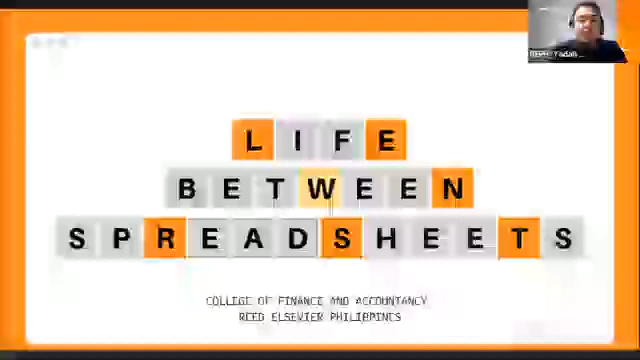 LIFE
BETWEEN
SPREADSHEETS
COLLEGE OF FINANCE AND ACCOUNTANCY
REED ELSEVIER PHILIPPINES